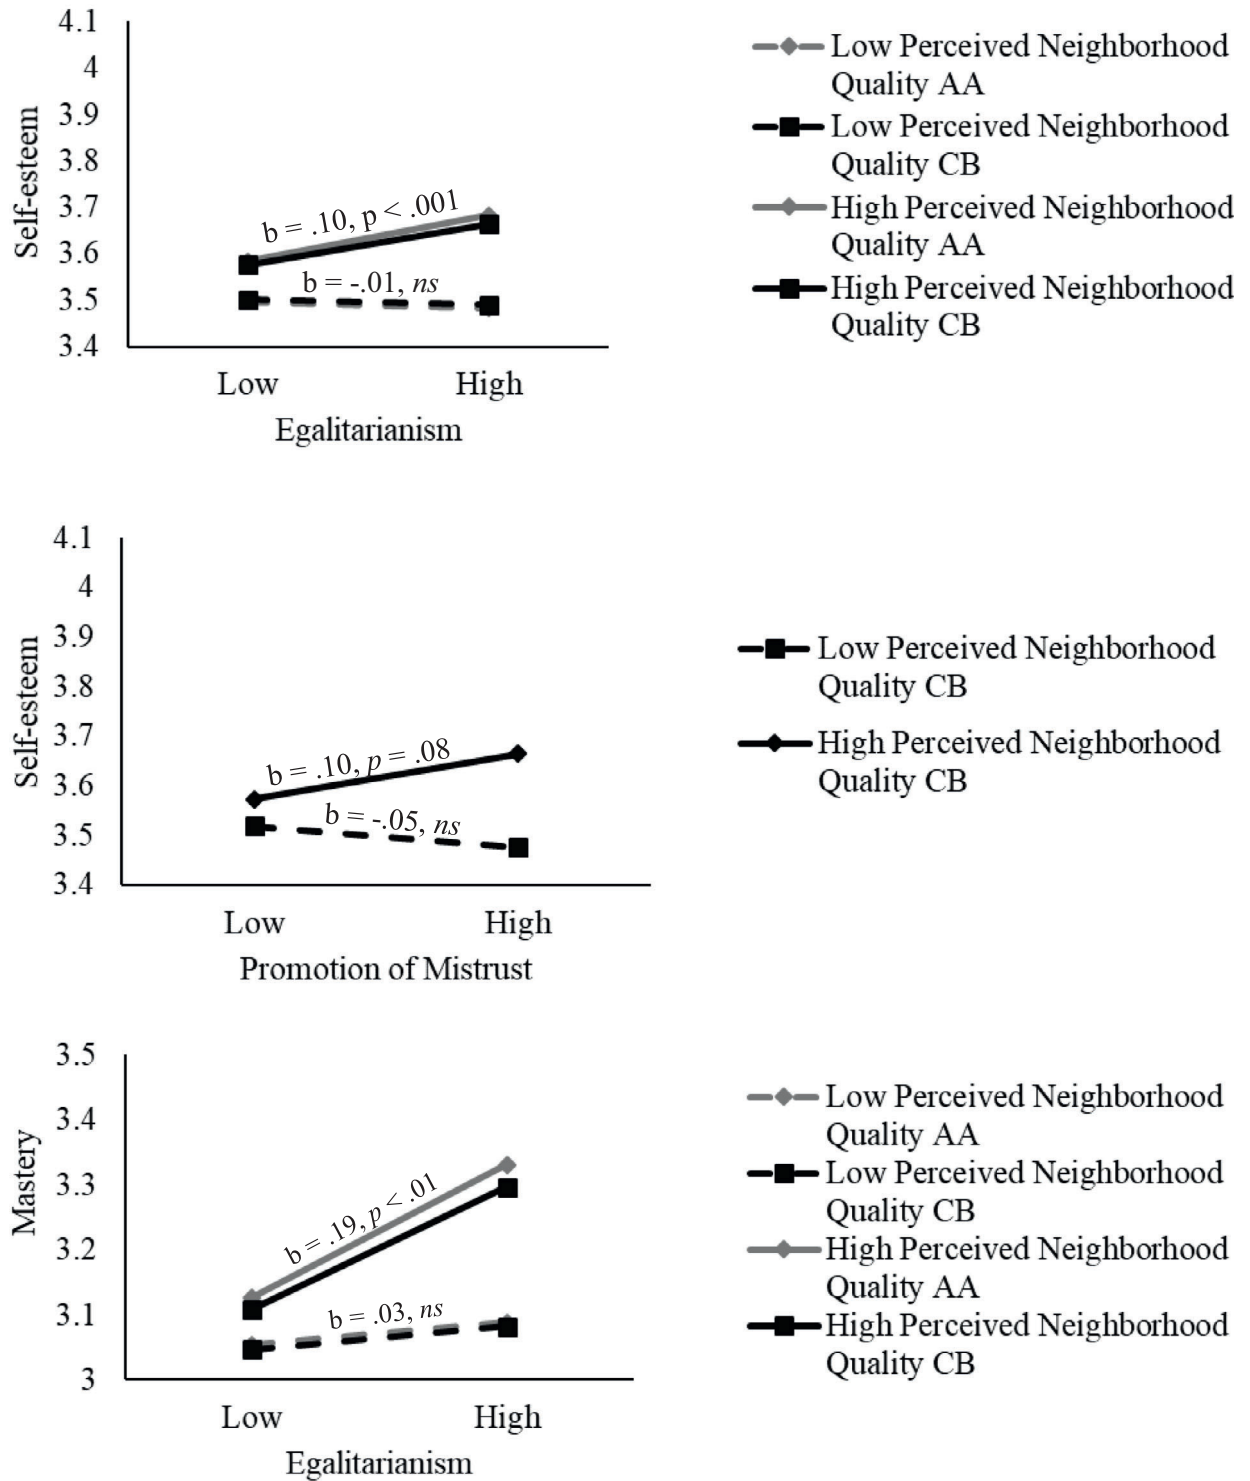 4.1
4
3.9
3.8
3.7
3.6
3.5
3.4
Self-esteem
b = .10, p < .001
b = -.01, ns
Low
High
Egalitarianism
Low Perceived Neighborhood
Quality AA
Low Perceived Neighborhood
Quality CB
High Perceived Neighborhood
Quality AA
High Perceived Neighborhood
Quality CB
4.1
4
3.9
3.8
3.7
3.6
3.5
3.4
Self-esteem
b = .10, p = .08
b = -.05, ns
Low
High
Promotion of Mistrust
Low Perceived Neighborhood
Quality CB
High Perceived Neighborhood
Quality CB
3.5
3.4
3.3
3.2
3.1
3
Mastery
b = .19, p < .01
b = .03, ns
Low
High
Egalitarianism
Low Perceived Neighborhood
Quality AA
Low Perceived Neighborhood
Quality CB
High Perceived Neighborhood
Quality AA
High Perceived Neighborhood
Quality CB